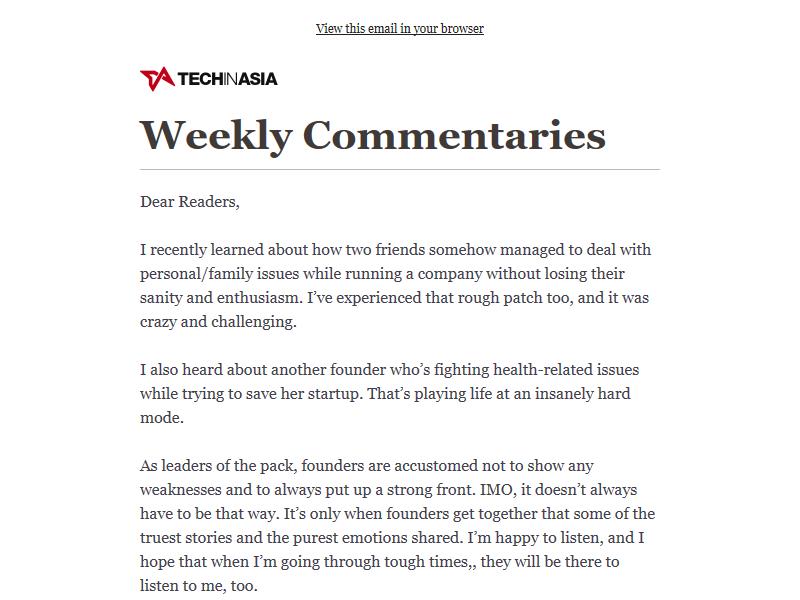 View this email in your browser
TECHINASIA
Weekly Commentaries
Dear Readers,
I recently learned about how two friends somehow managed to deal with
personal/family issues while running a company without losing their
sanity and enthusiasm. I’ve experienced that rough patch too, and it was
crazy and challenging.
I also heard about another founder who’s fighting health-related issues
while trying to save her startup. That’s playing life at an insanely hard
mode.
As leaders of the pack, founders are accustomed not to show any
weaknesses and to always put up a strong front. IMO, it doesn’t always
have to be that way. It’s only when founders get together that some of the
truest stories and the purest emotions shared. I’m happy to listen, and I
hope that when I’m going through tough times,, they will be there to
listen to me, too.